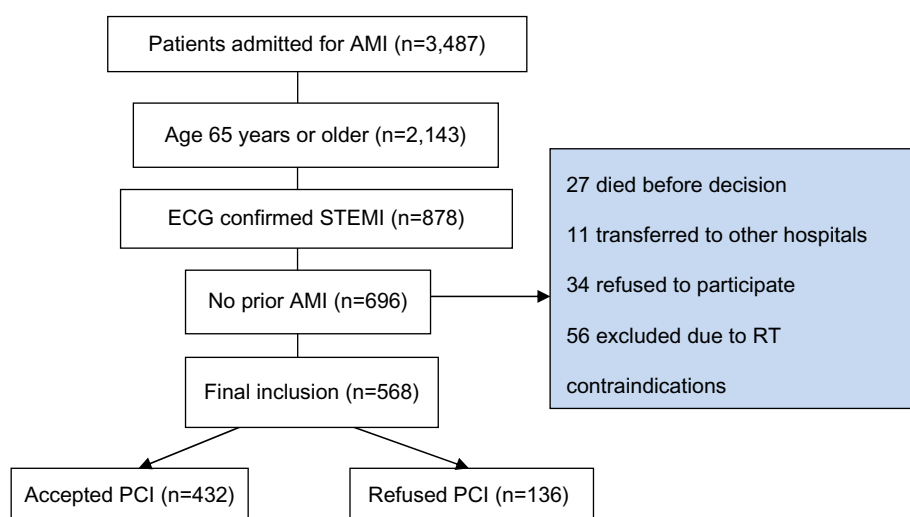 Patients admitted for AMI (n=3,487)
Age 65 years or older (n=2,143)
ECG confirmed STEMI (n=878)
No prior AMI (n=696)
27 died before decision
11 transferred to other hospitals
34 refused to participate
56 excluded due to RT
contraindications
Final inclusion (n=568)
Accepted PCI (n=432)
Refused PCI (n=136)